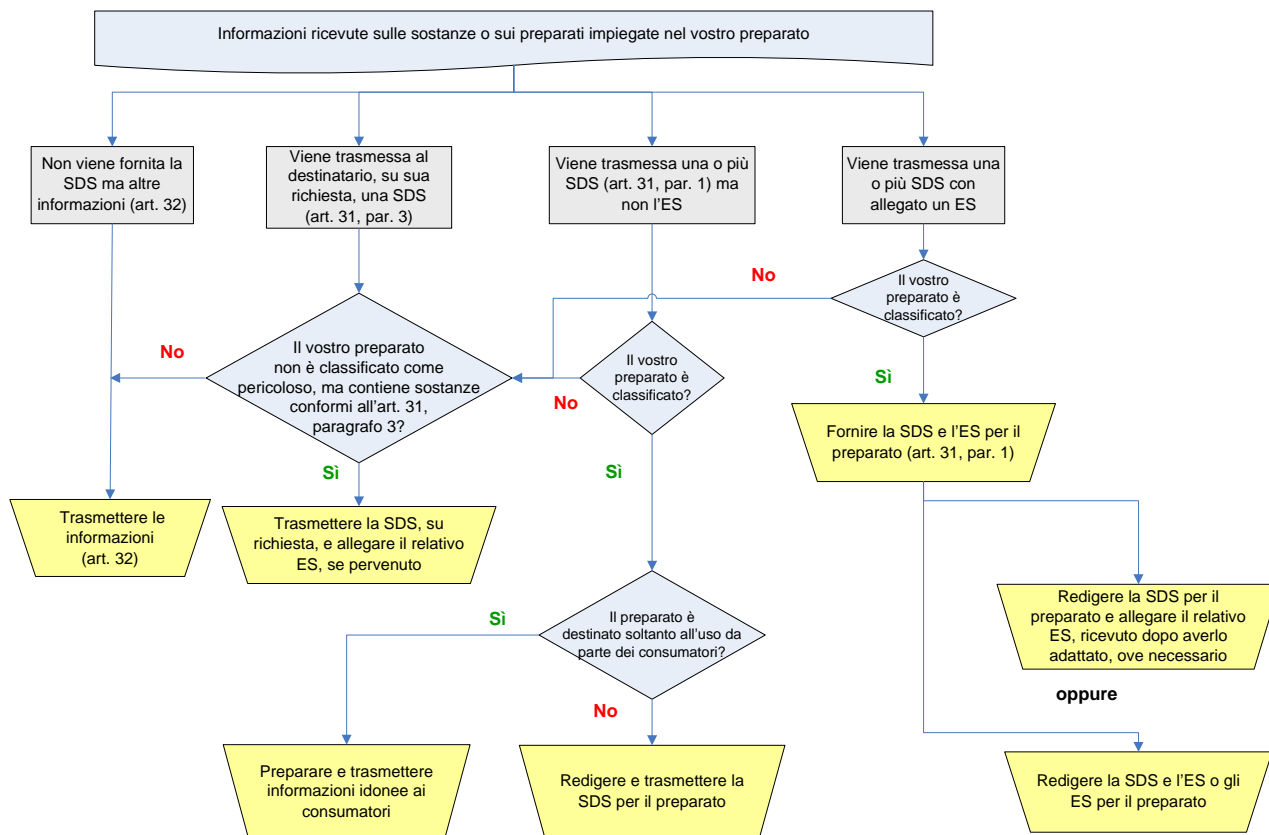 Informazioni ricevute sulle sostanze o sui preparati impiegate nel vostro preparato
Non viene fornita la
SDS ma altre
informazioni (art. 32)
Viene trasmessa al
destinatario, su sua
richiesta, una SDS
(art. 31, par. 3)
Viene trasmessa una o più
SDS (art. 31, par. 1) ma
non l'ES
Viene trasmessa una
o più SDS con
allegato un ES
No
Il vostro
preparato è
classificato?
No
Il vostro preparato
non è classificato come
pericoloso, ma contiene sostanze
conformi all'art. 31,
paragrafo 3?
Il vostro
preparato è
classificato?
No
Sì
Fornire la SDS e l'ES per il
preparato (art. 31, par. 1)
Sì
Sì
Trasmettere le
informazioni
(art. 32)
Trasmettere la SDS, su
richiesta, e allegare il relativo
ES, se pervenuto
Redigere la SDS per il
preparato e allegare il relativo
ES, ricevuto dopo averlo
adattato, ove necessario
Sì
Il preparato è
destinato soltanto all'uso da
parte dei consumatori?
oppure
No
Preparare e trasmettere
informazioni idonee ai
consumatori
Redigere e trasmettere la
SDS per il preparato
Redigere la SDS e l'ES o gli
ES per il preparato